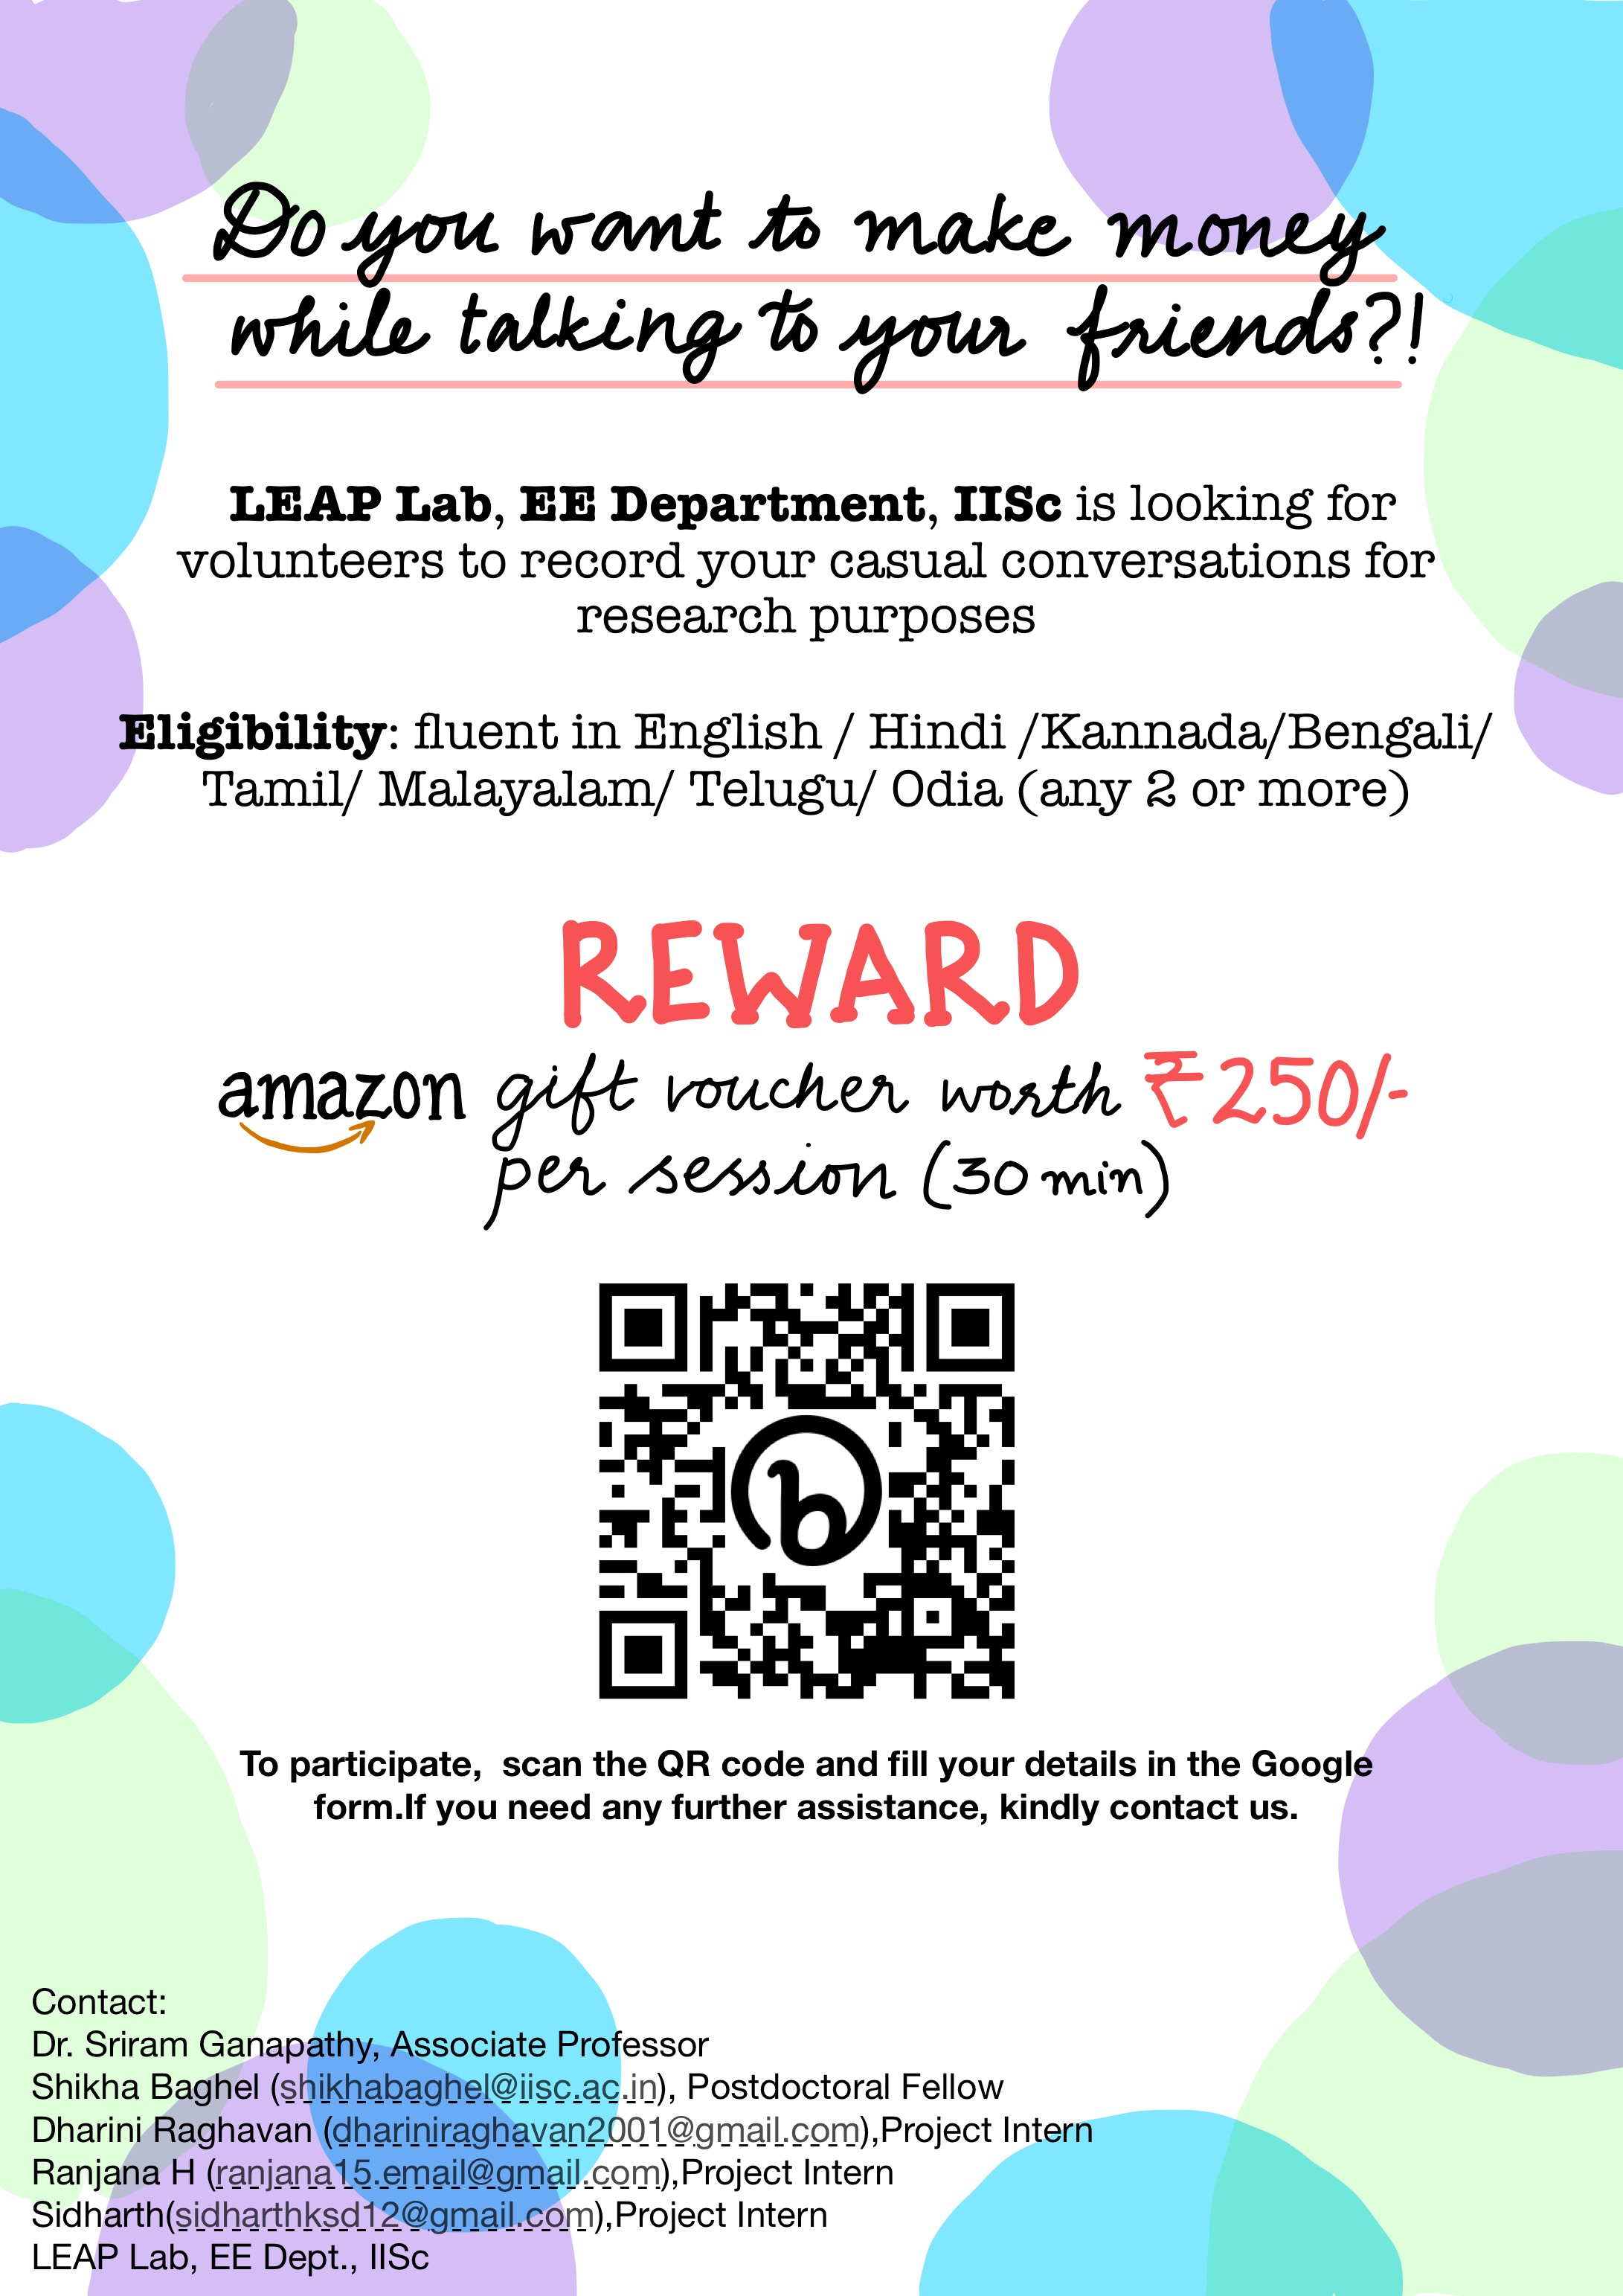 Do you want to make money
while talking to your friends?!
LEAP Lab, EE Department, IISc is looking for
volunteers to record your casual conversations for
research purposes
Eligibility: fluent in English / Hindi /Kannada/Bengali/
Tamil/ Malayalam/ Telugu/ Odia (any 2 or more)
REWARD
amazon gift voucher worth ₹250/-
per session (30 min)
b
To participate,  scan the QR code and fill your details in the Google
form.If you need any further assistance, kindly contact us.
Contact:
Dr. Sriram Ganapathy, Associate Professor
Shikha Baghel (shikhabaghel@iisc.ac.in), Postdoctoral Fellow
Dharini Raghavan (dhariniraghavan2001@gmail.com),Project Intern
Ranjana H (ranjana15.email@gmail.com),Project Intern
Sidharth(sidharthksd12@gmail.com),Project Intern
LEAP Lab, EE Dept., IISc